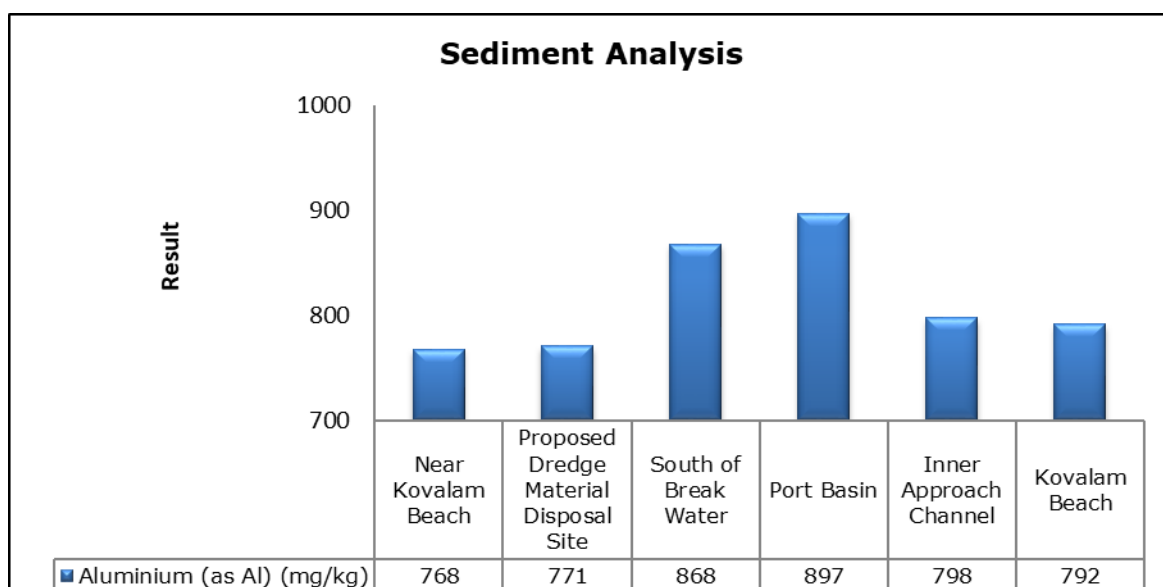 Sediment Analysis
1000
900
800
700
Result
Near
Kovalam
Beach
Proposed
Dredge
Material
Disposal
Site
South of
Break
Water
Port Basin
Inner
Approach
Channel
Kovalam
Beach
Aluminium (as Al) (mg/kg) 768 771 868 897 798 792